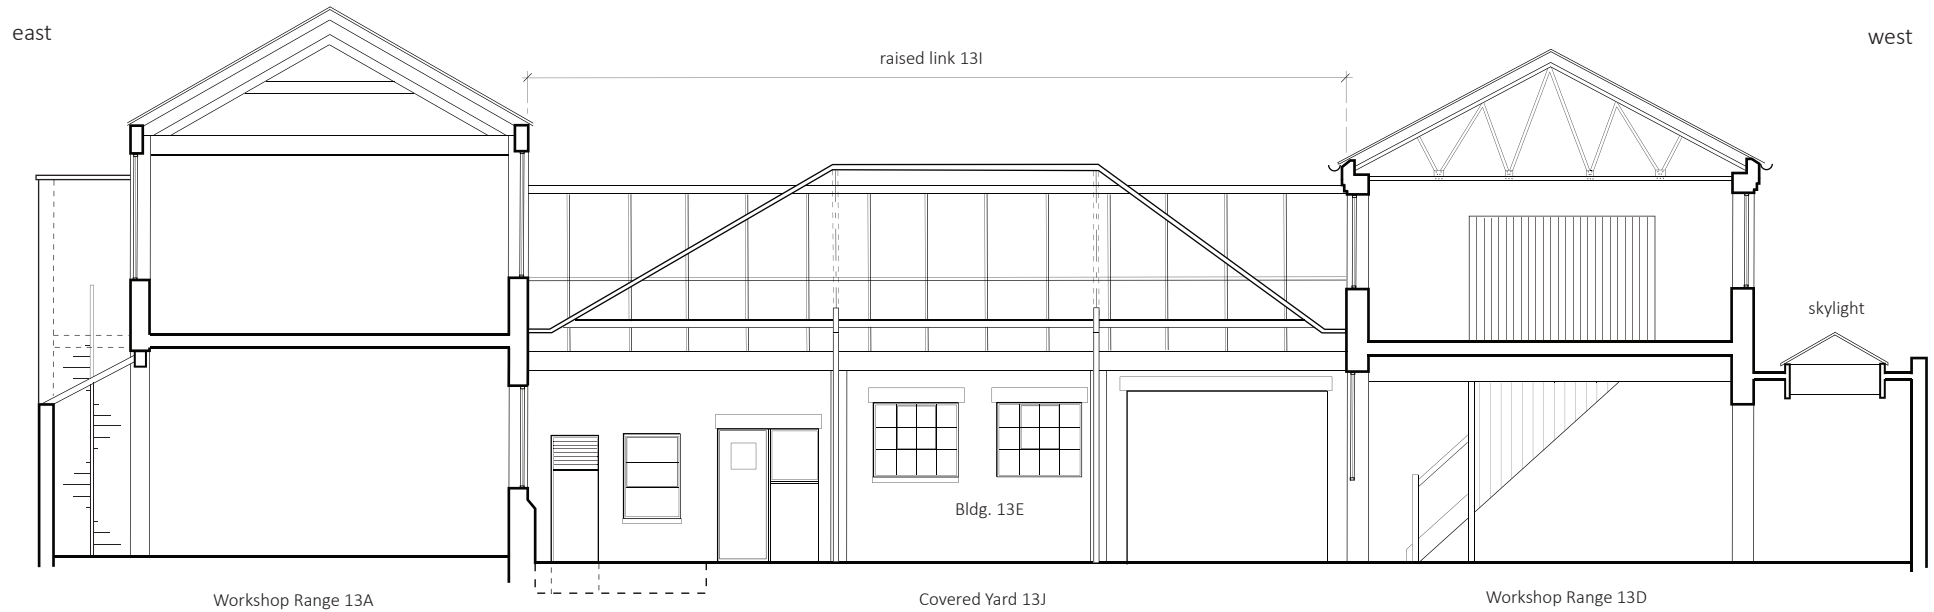 east
west
raised link 13I
skylight
Bldg. 13E
Workshop Range 13A
Covered Yard 13J
Workshop Range 13D